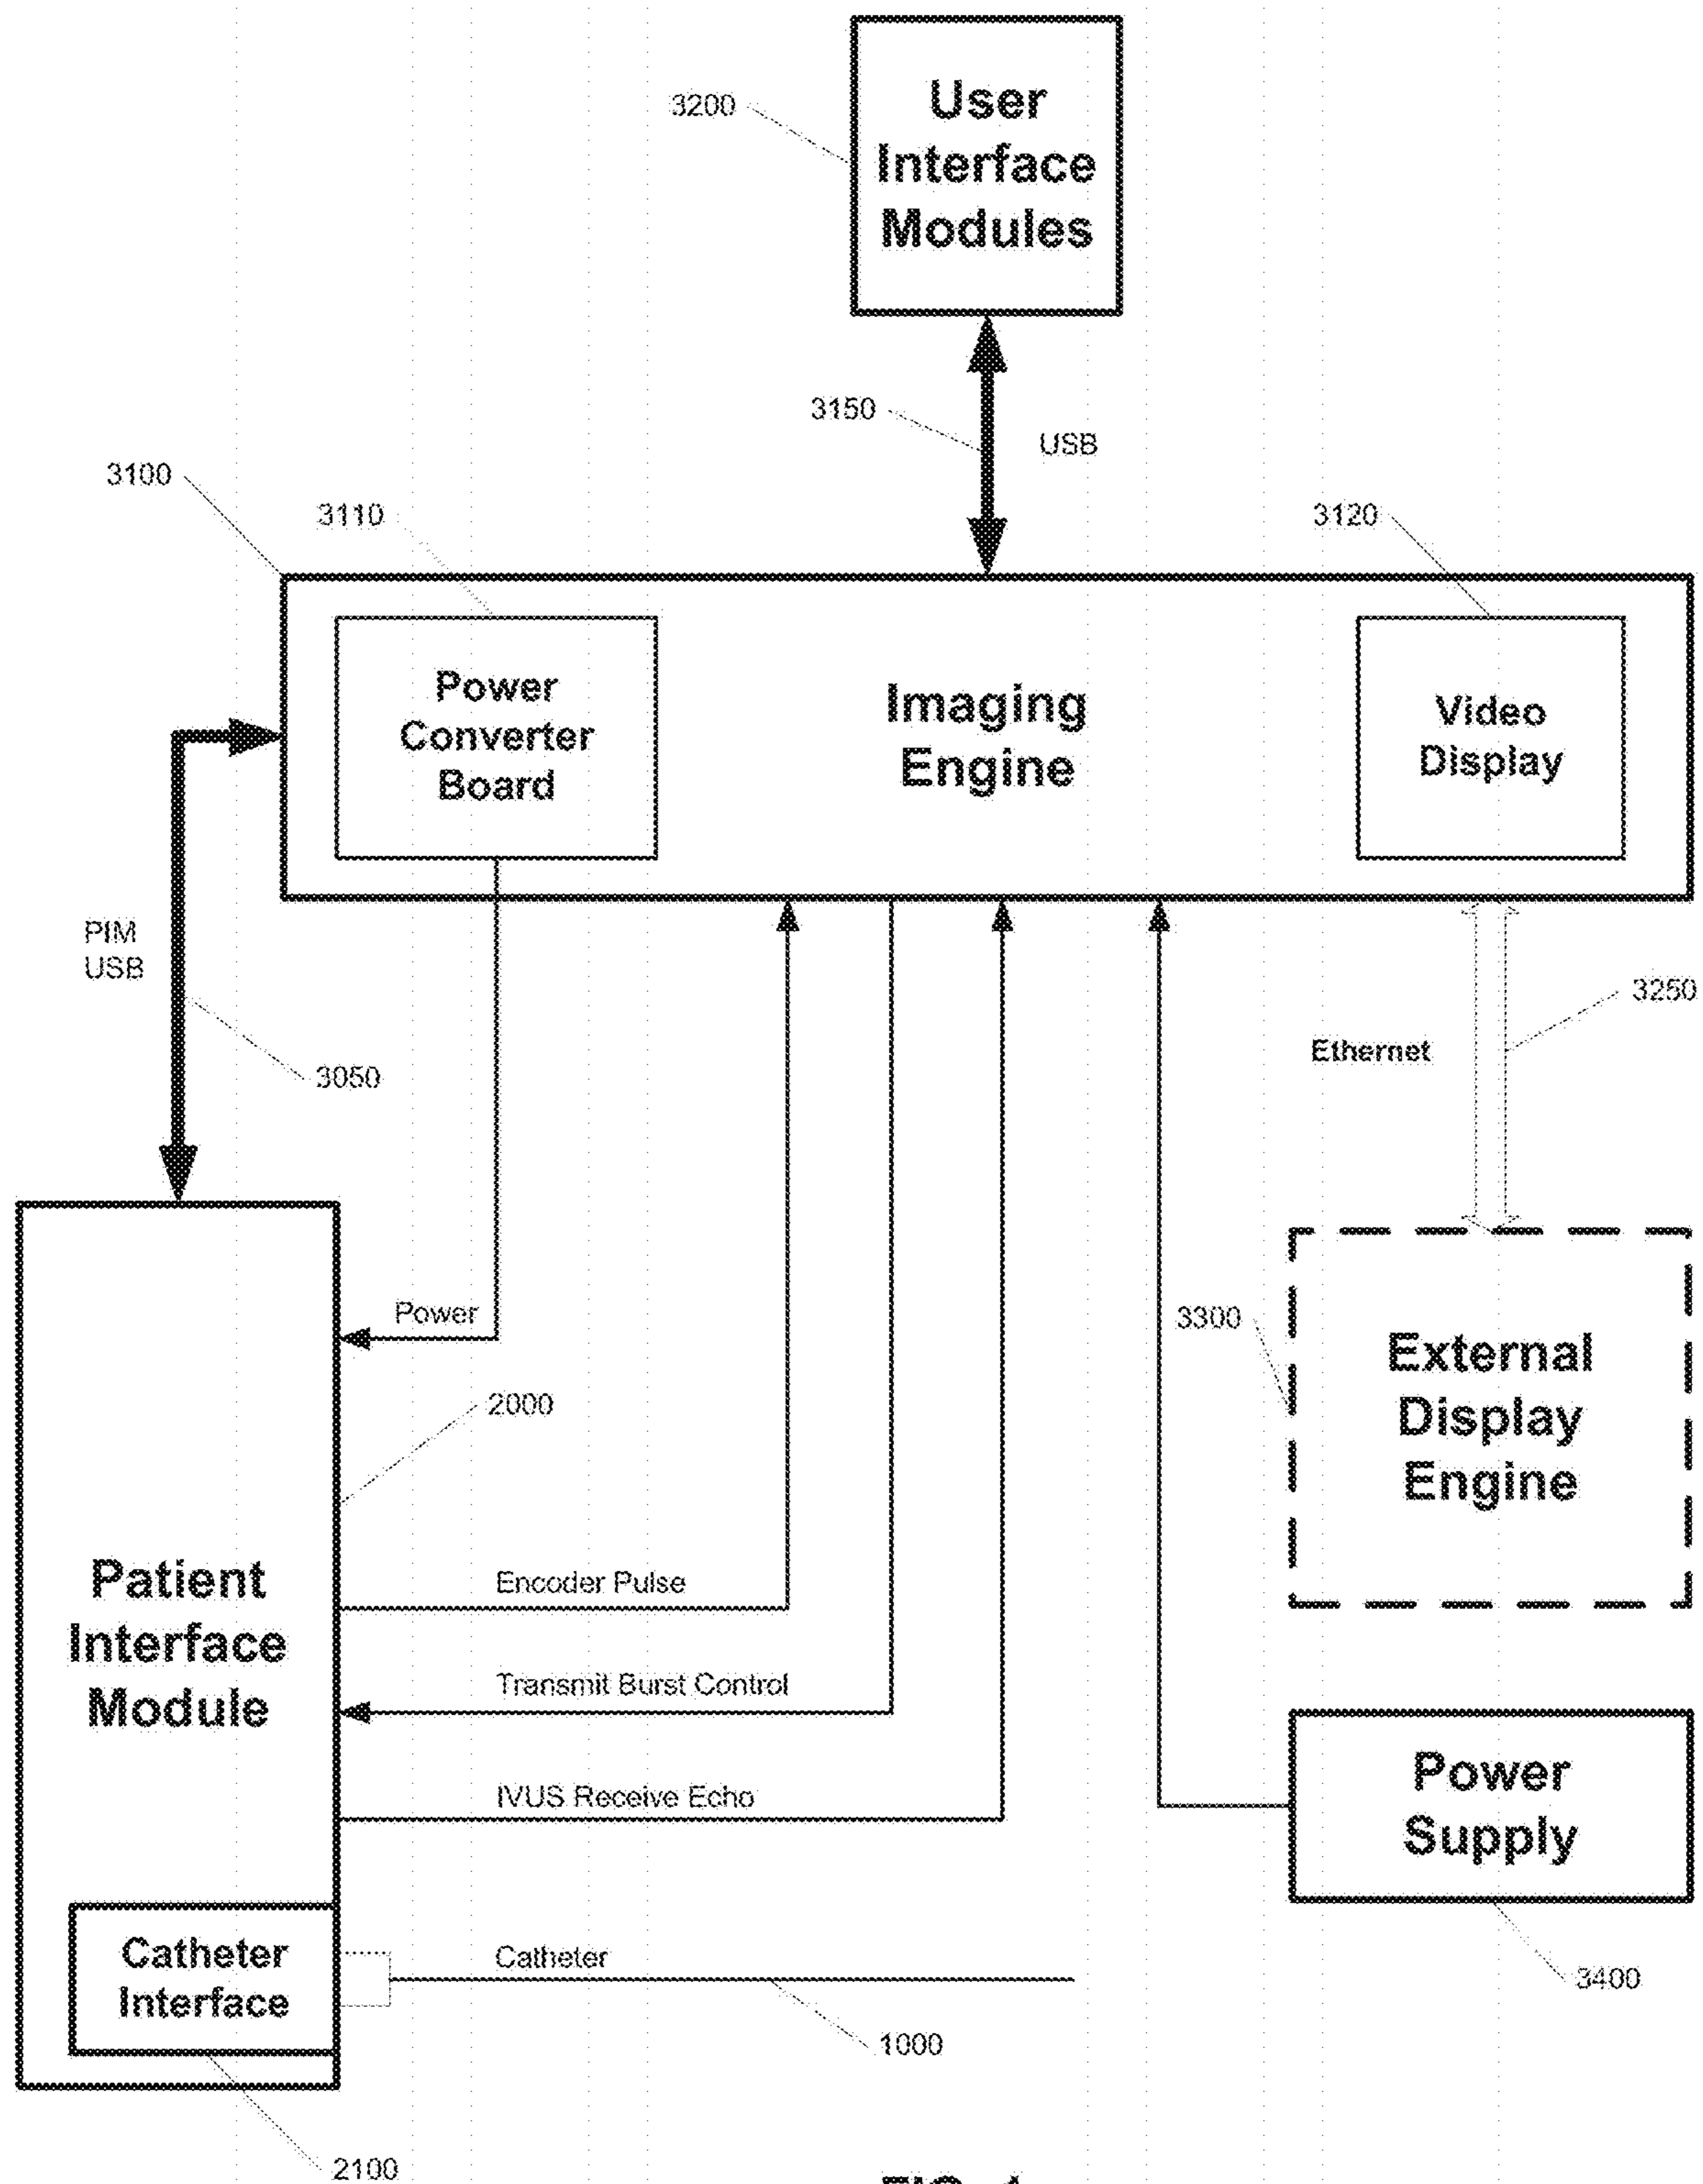 3200
User
Interface
Modules
3150
USB
3100
3110
3120
Power
Converter
Board
Imaging
Engine
Video
Display
PIM
USB
3250
Ethernet
3050
Power
3300
External
Display
Engine
2000
Patient
Interface
Module
Encoder Pulse
Transmit Burst Control
IVUS Receive Echo
Power
Supply
Catheter
Interface
Catheter
3400
1000
2100